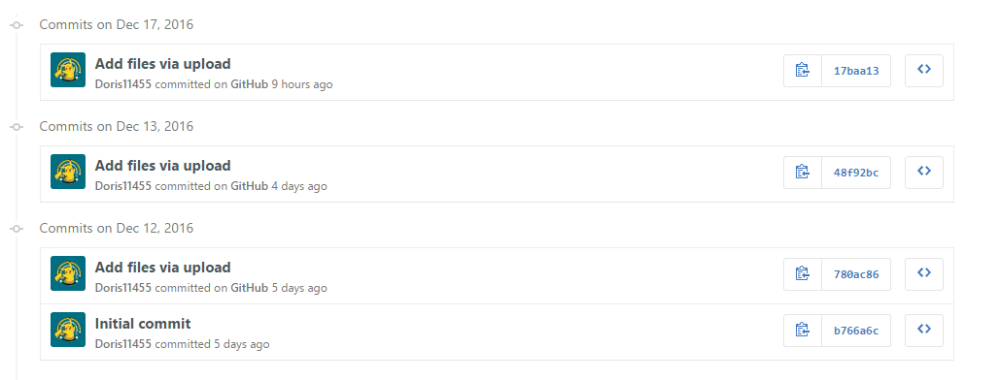 Commits on Dec 17, 2016
Add files via upload
Doris11455 committed on GitHub 9 hours ago
17baa13
Commits on Dec 13, 2016
Add files via upload
Doris11455 committed on GitHub 4 days ago
48f92bc
Commits on Dec 12, 2016
Add files via upload
Doris11455 committed on GitHub 5 days ago
780ac86
Initial commit
Doris11455 committed 5 days ago
b766a6c